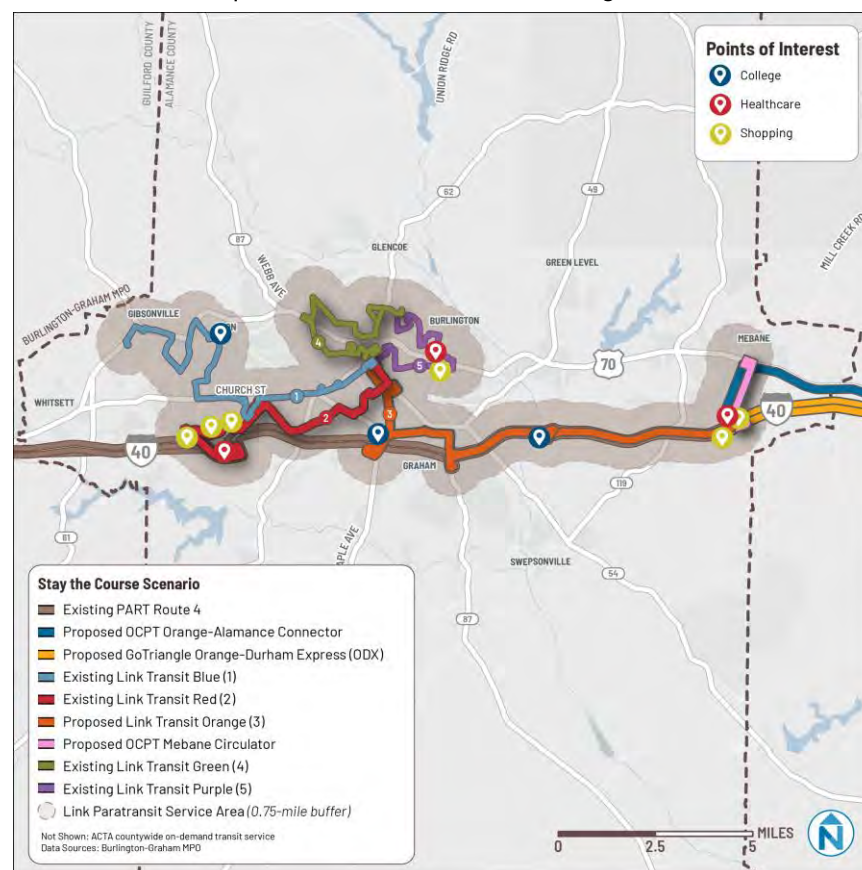 GUILFORD COUNTY
ALAMANCE COUNTY
UNION RIDGE RD
Points of Interest
College
Healthcare
Shopping
62
49
87
WEBB AVE
GLENCOE
GREEN LEVEL
MILL CREEK RD
BURLINGTON-GRAHAM MPO
GIBSONVILLE
BURLINGTON
MEBANE
4
5
70
WHITSETT
CHURCH ST
1
2
3
40
40
GRAHAM
119
61
SWEPSONVILLE
54
87
Stay the Course Scenario
Existing PART Route 4
Proposed OCPT Orange-Alamance Connector
Proposed GoTriangle Orange-Durham Express (ODX)
Existing Link Transit Blue (1)
Existing Link Transit Red (2)
Proposed Link Transit Orange (3)
Proposed OCPT Mebane Circulator
Existing Link Transit Green (4)
Existing Link Transit Purple (5)
Link Paratransit Service Area (0.75-mile buffer)
Not Shown: ACTA countywide on-demand transit service
Data Sources: Burlington-Graham MPO
MILES
0 2.5 5
N